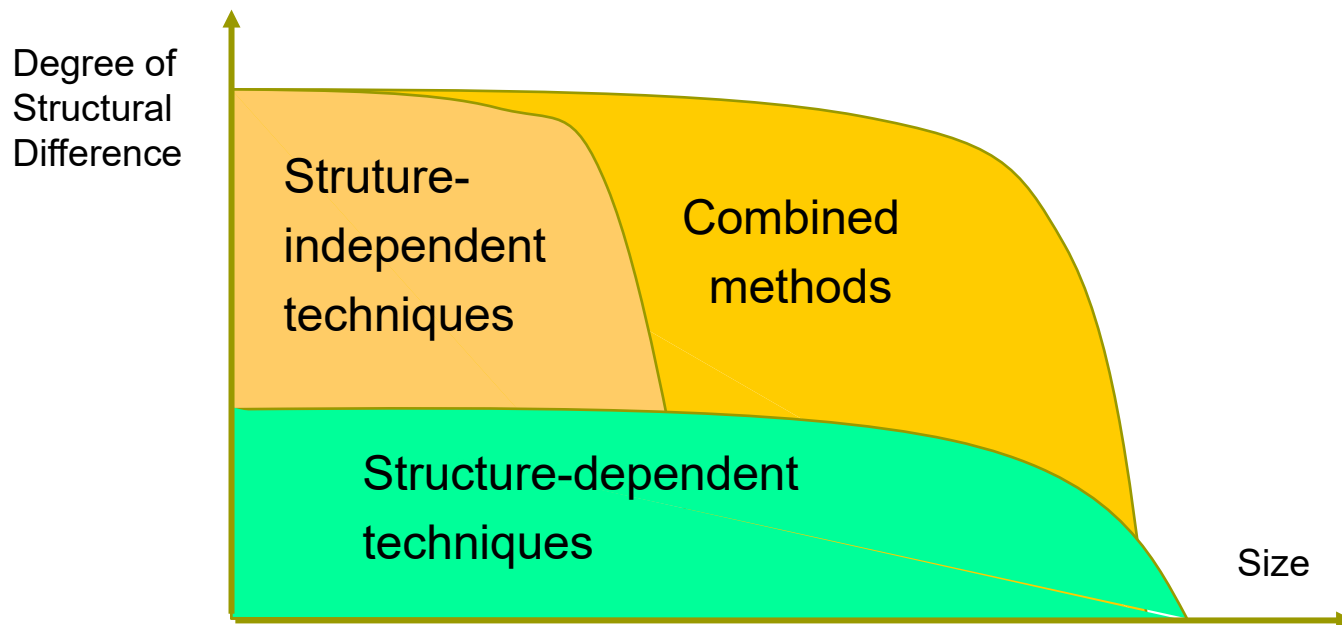 Degree of
Structural
Difference
Struture-
independent
techniques
Combined
methods
Structure-dependent
techniques
Size